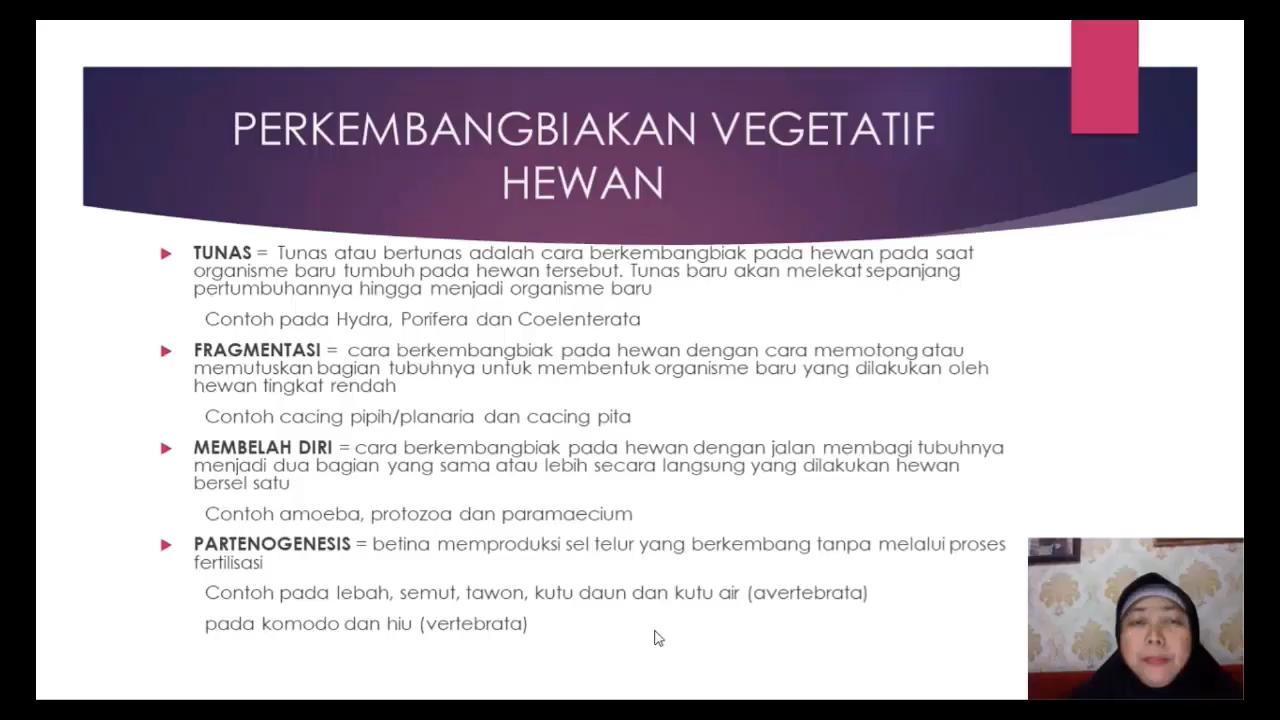 PERKEMBANGBIAKAN VEGETATIF
HEWAN
TUNAS = Tunas atau bertunas adalah cara berkembangbiak pada hewan pada saat
organisme baru tumbuh pada hewan tersebut. Tunas baru akan melekat sepanjang
pertumbuhannya hingga menjadi organisme baru
Contoh pada Hydra, Porifera dan Coelenterata
FRAGMENTASI = cara berkembangbiak pada hewan dengan cara memotong atau
memutuskan bagian tubuhnya untuk membentuk organisme baru yang dilakukan oleh
hewan tingkat rendah
Contoh cacing pipih/planaria dan cacing pita
MEMBELAH DIRI = cara berkembangbiak pada hewan dengan jalan membagi tubuhnya
menjadi dua bagian yang sama atau lebih secara langsung yang dilakukan hewan
bersel satu
Contoh amoeba, protozoa dan paramaecium
PARTENOGENESIS = betina memproduksi sel telur yang berkembang tanpa melalui proses
fertilisasi
Contoh pada lebah, semut, tawon, kutu daun dan kutu air (avertebrata)
pada komodo dan hiu (vertebrata)